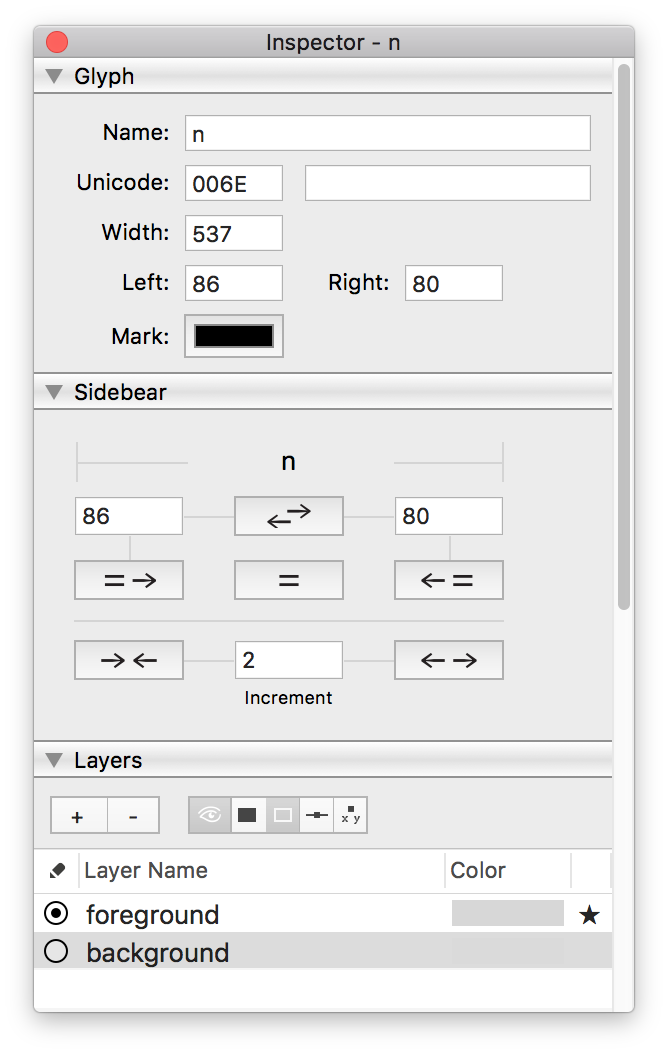 Inspector - n
Glyph
Name: n
Unicode: 006E
Width: 537
Left: 86 Right: 80
Mark:
Sidebear
n
86 80
= → = ← =
→ ← 2 ← →
Increment
Layers
+ - x y
Layer Name Color
foreground ★
background